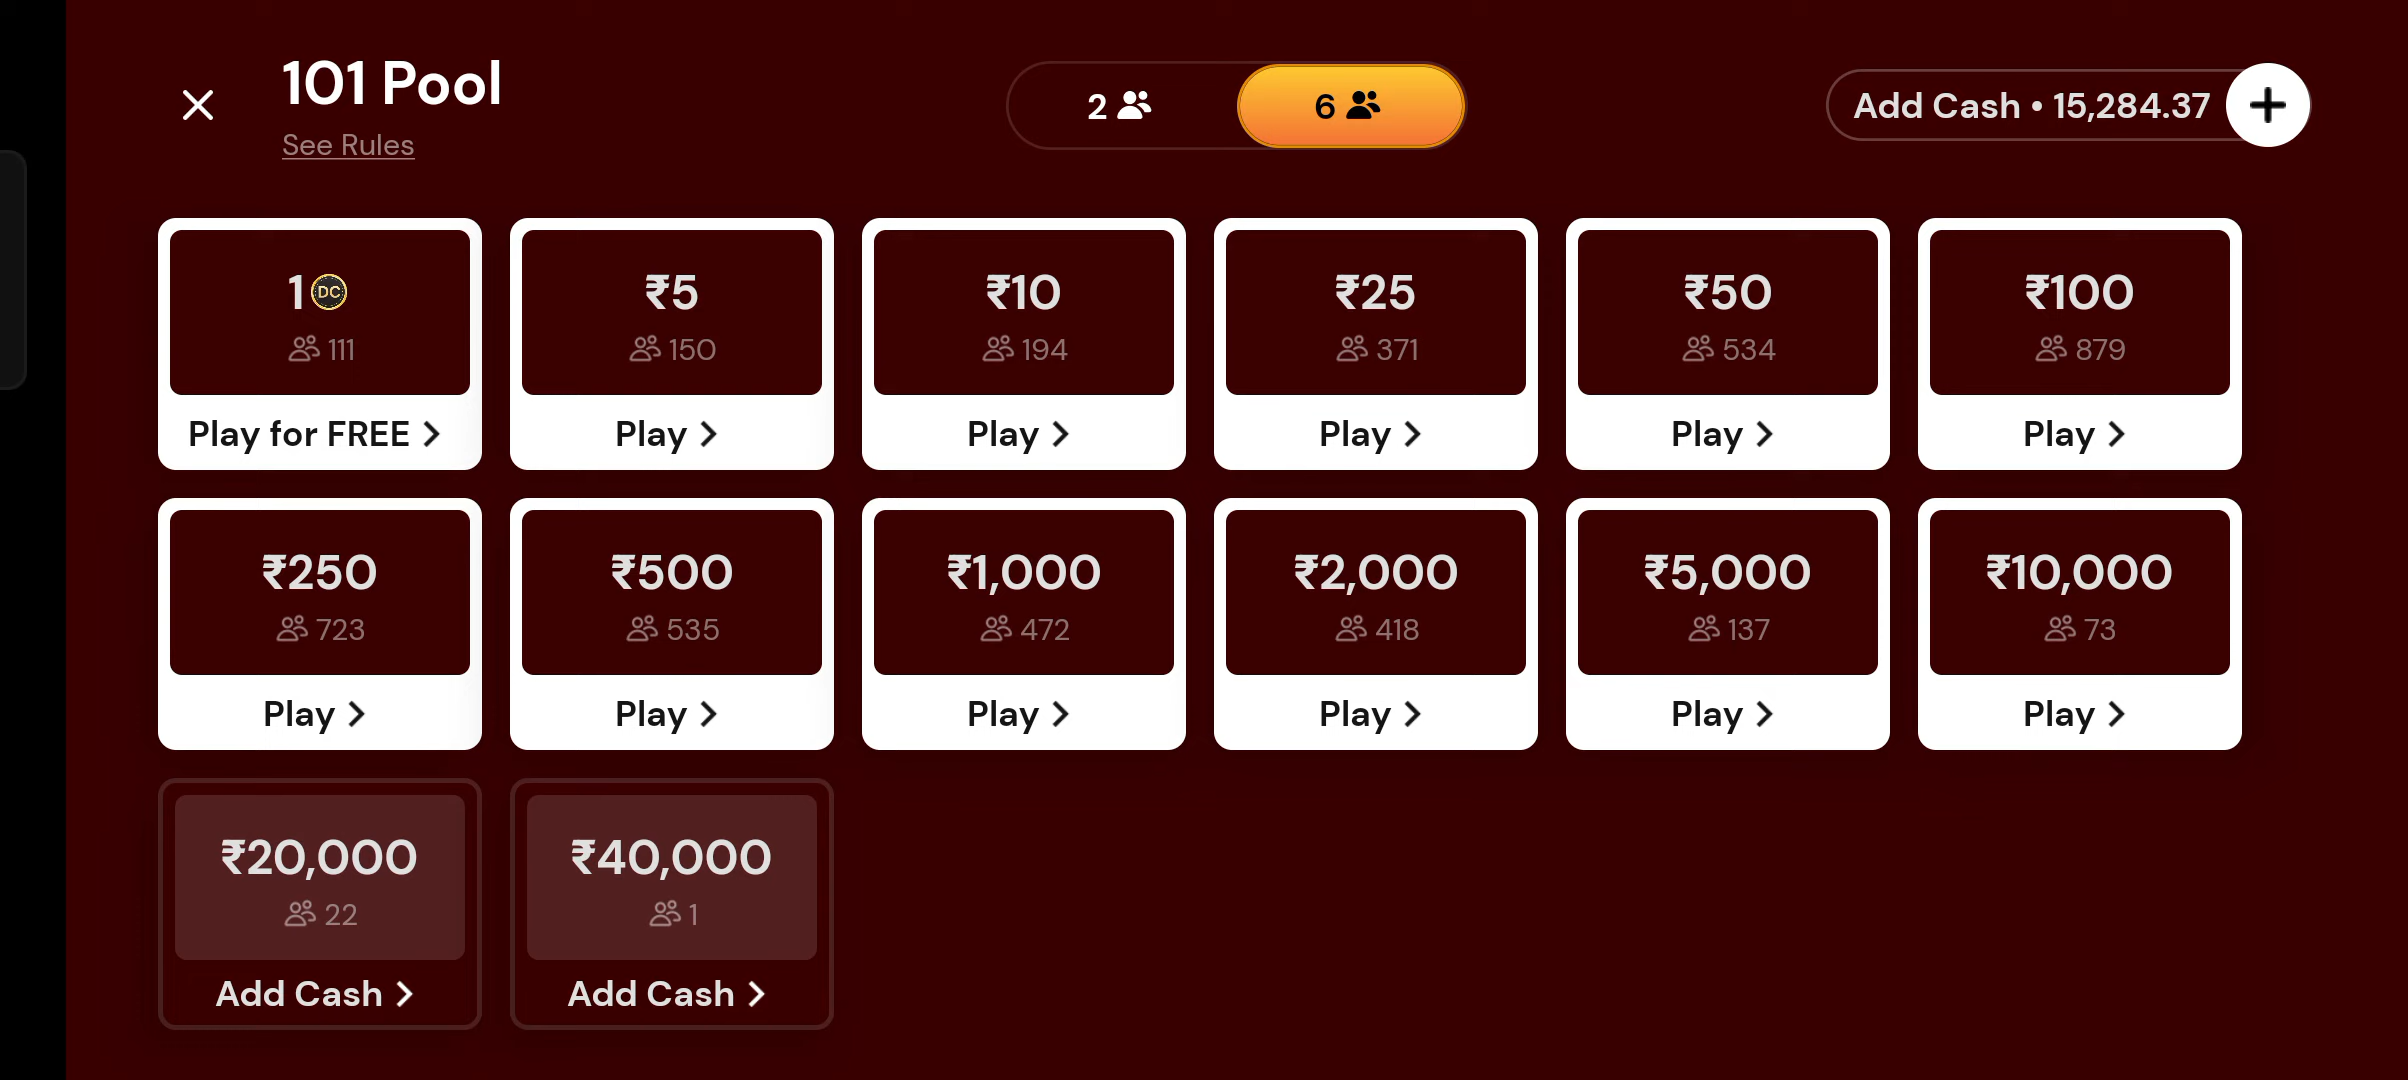 101 Pool
See Rules
2
6
Add Cash • 15,284.37
1 DC
111
Play for FREE
₹5
150
Play
₹10
194
Play
₹25
371
Play
₹50
534
Play
₹100
879
Play
₹250
723
Play
₹500
535
Play
₹1,000
472
Play
₹2,000
418
Play
₹5,000
137
Play
₹10,000
73
Play
₹20,000
22
Add Cash
₹40,000
1
Add Cash